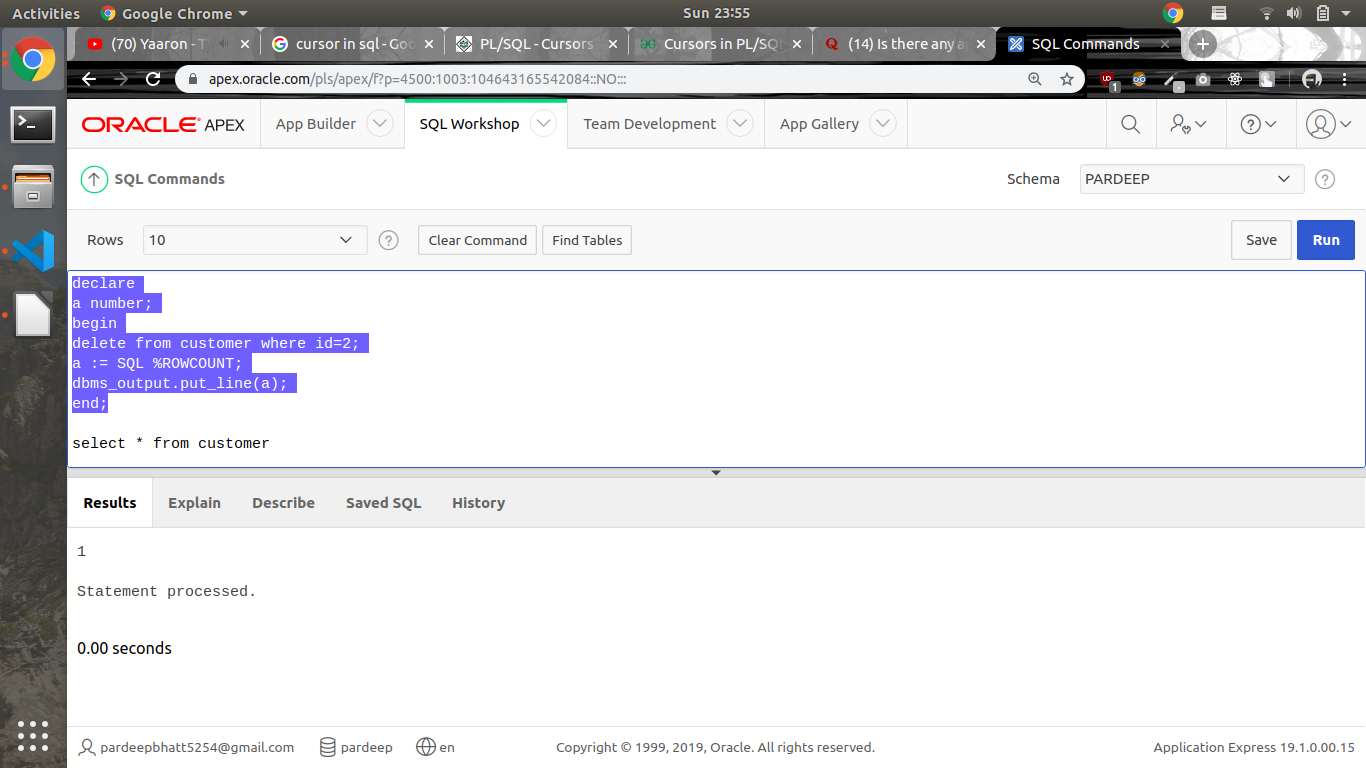 Activities Google Chrome Sun 23:55
(70) Yaaron - T cursor in sql - Goo PL/SQL - Cursors Cursors in PL/SQL (14) Is there any a SQL Commands
apex.oracle.com/pls/apex/f?p=4500:1003:104643165542084::NO::: 1
ORACLE APEX App Builder SQL Workshop Team Development App Gallery
SQL Commands Schema PARDEEP
Rows 10 Clear Command Find Tables Save Run
declare
a number;
begin
delete from customer where id=2;
a := SQL %ROWCOUNT;
dbms_output.put_line(a);
end;
select * from customer
Results Explain Describe Saved SQL History
1
Statement processed.
0.00 seconds
pardeepbhatt5254@gmail.com pardeep en Copyright © 1999, 2019, Oracle. All rights reserved. Application Express 19.1.0.00.15